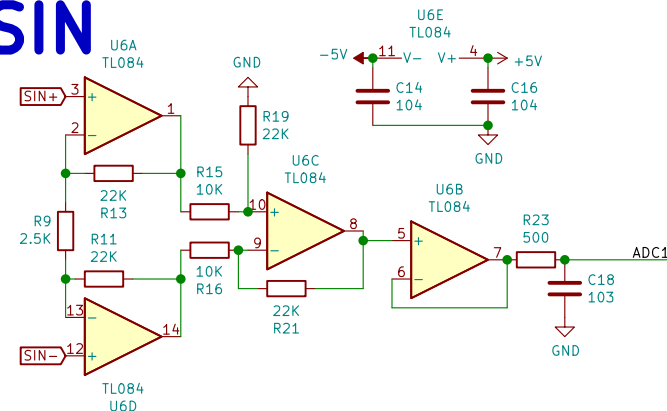 SIN
U6A
TL084
SIN+
3
+
2
−
1
22K
R13
R9
2.5K
R11
22K
13
−
SIN-
12
+
14
TL084
U6D
GND
R19
22K
R15
10K
10K
R16
U6C
TL084
10
+
9
−
8
22K
R21
U6E
TL084
-5V
11
V-
V+
4
+5V
C14
104
C16
104
GND
U6B
TL084
5
+
6
−
7
R23
500
ADC1
C18
103
GND